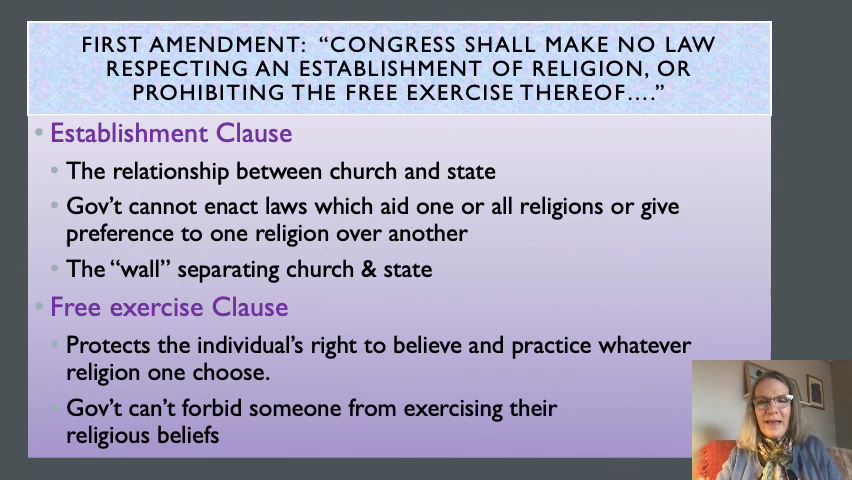 FIRST AMENDMENT: “CONGRESS SHALL MAKE NO LAW
RESPECTING AN ESTABLISHMENT OF RELIGION, OR
PROHIBITING THE FREE EXERCISE THEREOF….”
• Establishment Clause
• The relationship between church and state
• Gov’t cannot enact laws which aid one or all religions or give
preference to one religion over another
• The “wall” separating church & state
• Free exercise Clause
• Protects the individual’s right to believe and practice whatever
religion one choose.
• Gov’t can’t forbid someone from exercising their
religious beliefs